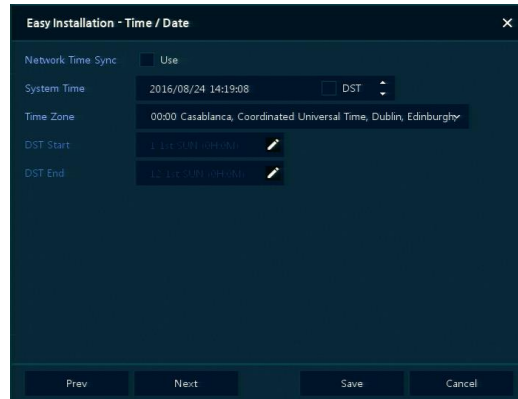 Easy Installation - Time / Date
Network Time Sync Use
System Time 2016/08/24 14:19:08 DST
Time Zone 00:00 Casablanca, Coordinated Universal Time, Dublin, Edinburgh,
DST Start
DST End
Prev Next Save Cancel